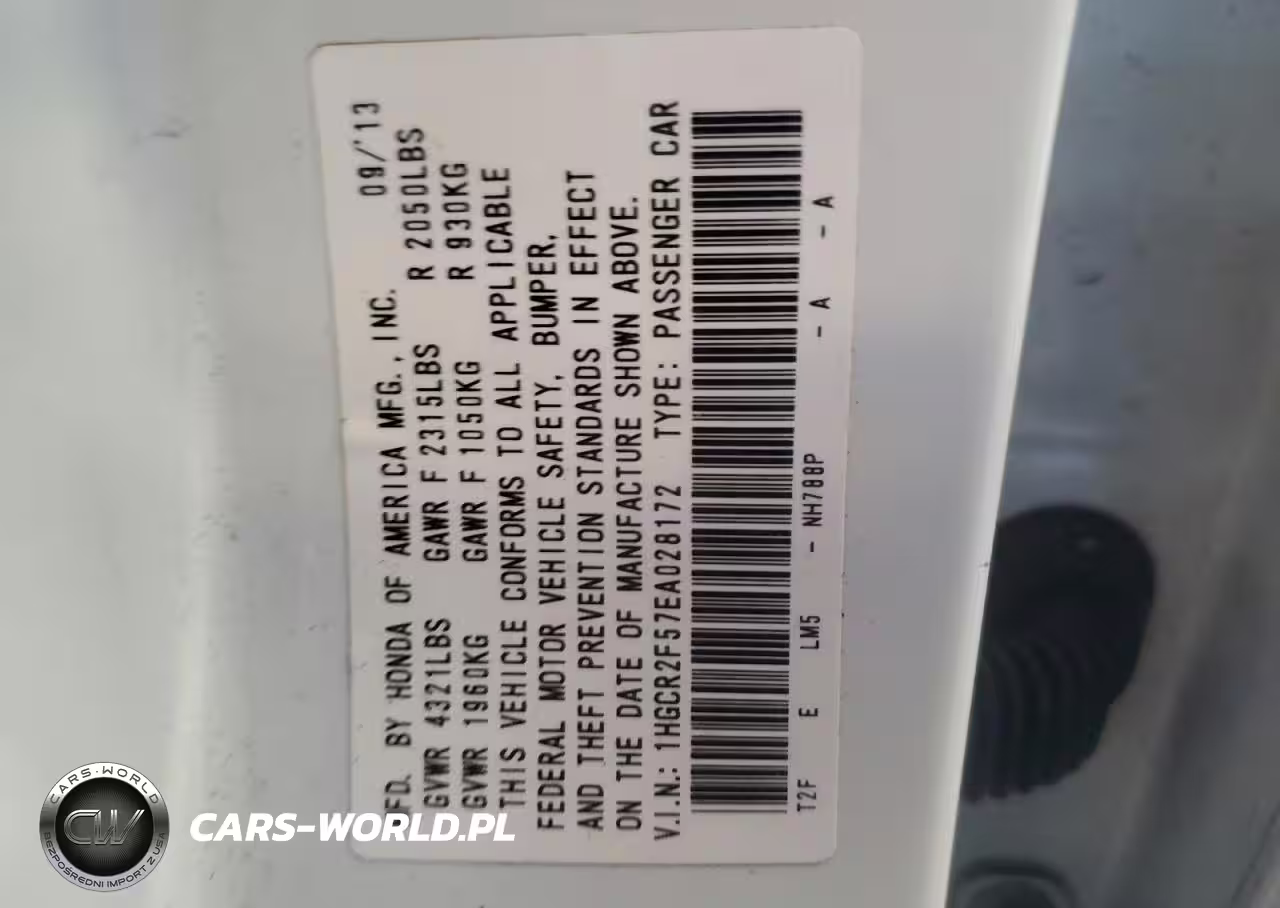 MFD. BY HONDA OF AMERICA MFG., INC. 09/'13
GVWR 4321LBS GAWR F 2315LBS R 2050LBS
GVWR 1960KG GAWR F 1050KG R 930KG
THIS VEHICLE CONFORMS TO ALL APPLICABLE
FEDERAL MOTOR VEHICLE SAFETY, BUMPER,
AND THEFT PREVENTION STANDARDS IN EFFECT
ON THE DATE OF MANUFACTURE SHOWN ABOVE.
V.I.N.: 1HGCR2F57EA028172 TYPE: PASSENGER CAR
T2F E LM5 - NH788P - A - A
CARS-WORLD
CW
BEZPOŚREDNI IMPORT Z USA
CARS-WORLD.PL